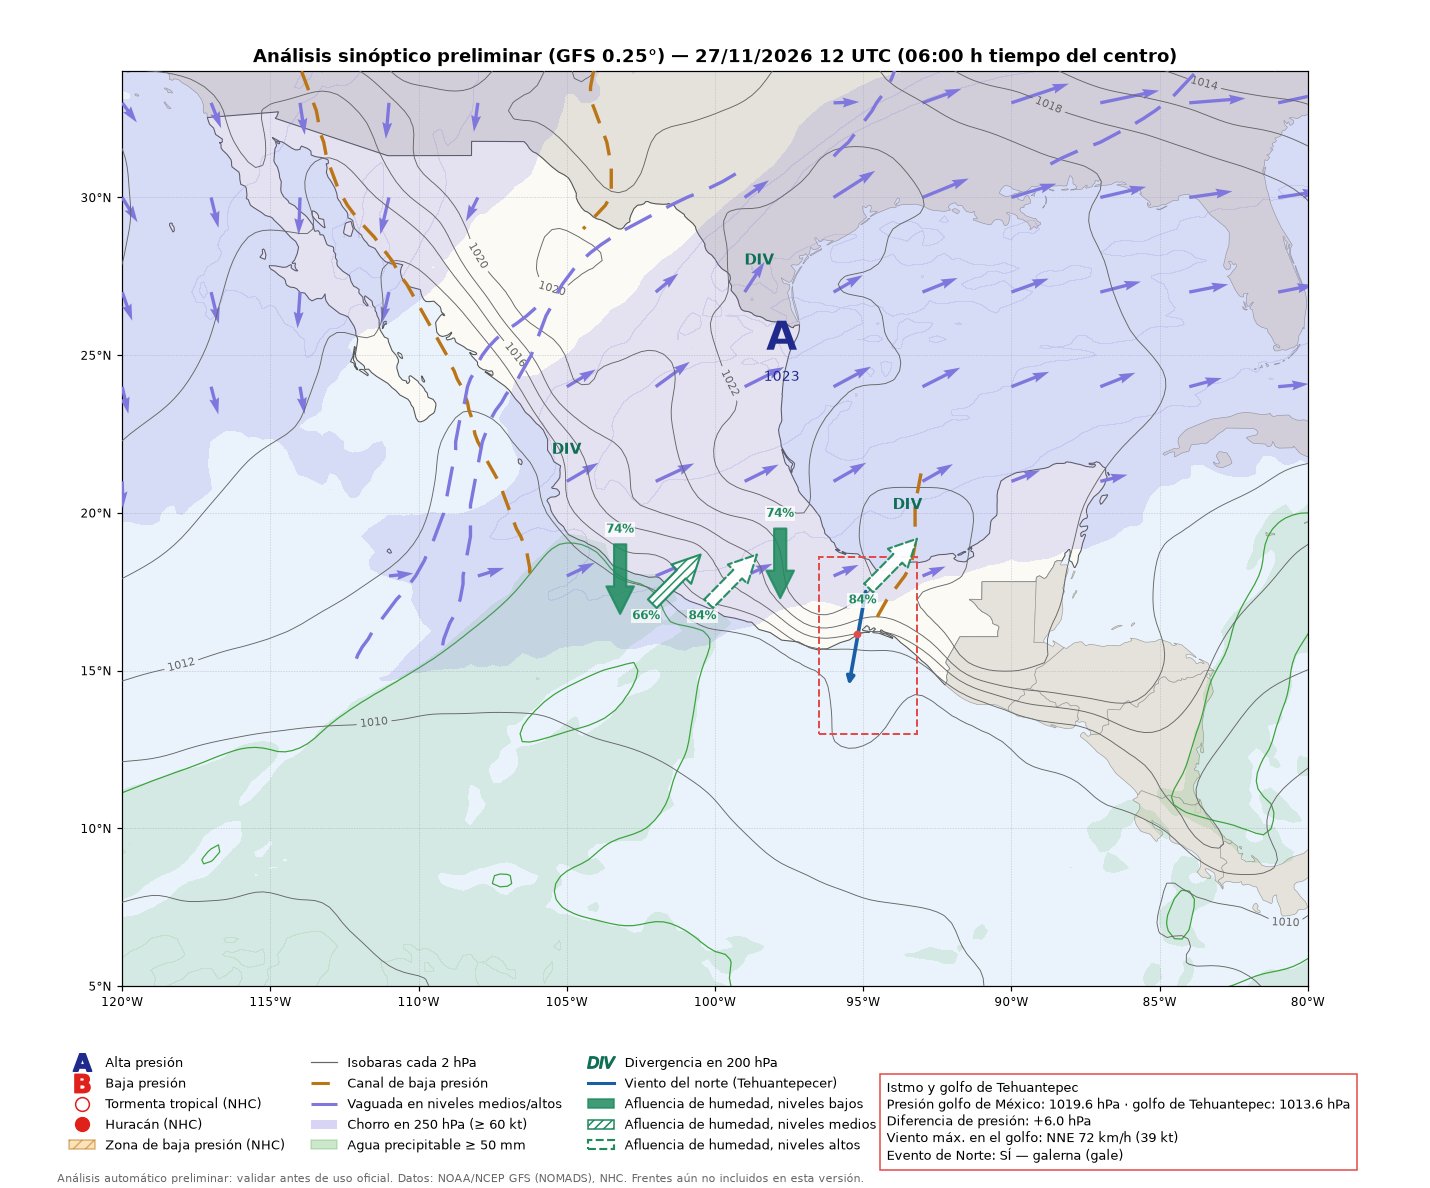 Análisis sinóptico preliminar (GFS 0.25°) — 27/11/2026 12 UTC (06:00 h tiempo del centro)
1014
1018
30°N
DIV
1020
1020
A
25°N
1016
1023
1022
DIV
DIV
20°N
74%
74%
84%
66%
84%
1012
15°N
1010
10°N
1010
5°N
120°W 115°W 110°W 105°W 100°W 95°W 90°W 85°W 80°W
A Alta presión
B Baja presión
Tormenta tropical (NHC)
Huracán (NHC)
Zona de baja presión (NHC)
Isobaras cada 2 hPa
Canal de baja presión
Vaguada en niveles medios/altos
Chorro en 250 hPa (≥ 60 kt)
Agua precipitable ≥ 50 mm
DIV Divergencia en 200 hPa
Viento del norte (Tehuantepecer)
Afluencia de humedad, niveles bajos
Afluencia de humedad, niveles medios
Afluencia de humedad, niveles altos
Istmo y golfo de Tehuantepec
Presión golfo de México: 1019.6 hPa · golfo de Tehuantepec: 1013.6 hPa
Diferencia de presión: +6.0 hPa
Viento máx. en el golfo: NNE 72 km/h (39 kt)
Evento de Norte: SÍ — galerna (gale)
Análisis automático preliminar: validar antes de uso oficial. Datos: NOAA/NCEP GFS (NOMADS), NHC. Frentes aún no incluidos en esta versión.